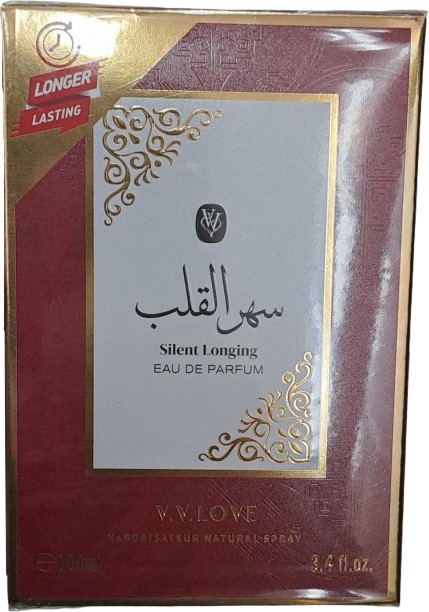 LONGER
LASTING
سهر القلب
Silent Longing
EAU DE PARFUM
V.V.LOVE
VAPORISATEUR NATURAL SPRAY
℮100ml
3.4 fl.oz.